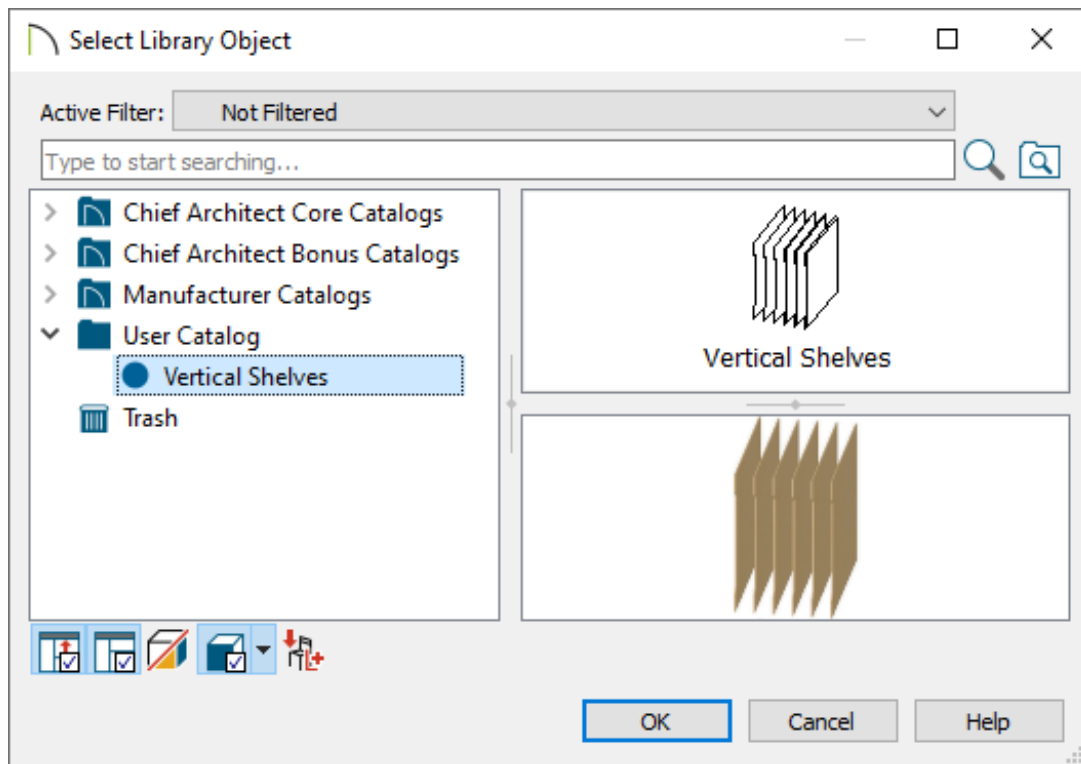 Select Library Object
Active Filter: Not Filtered
Type to start searching...
Chief Architect Core Catalogs
Chief Architect Bonus Catalogs
Manufacturer Catalogs
User Catalog
Vertical Shelves
Trash
Vertical Shelves
OK Cancel Help